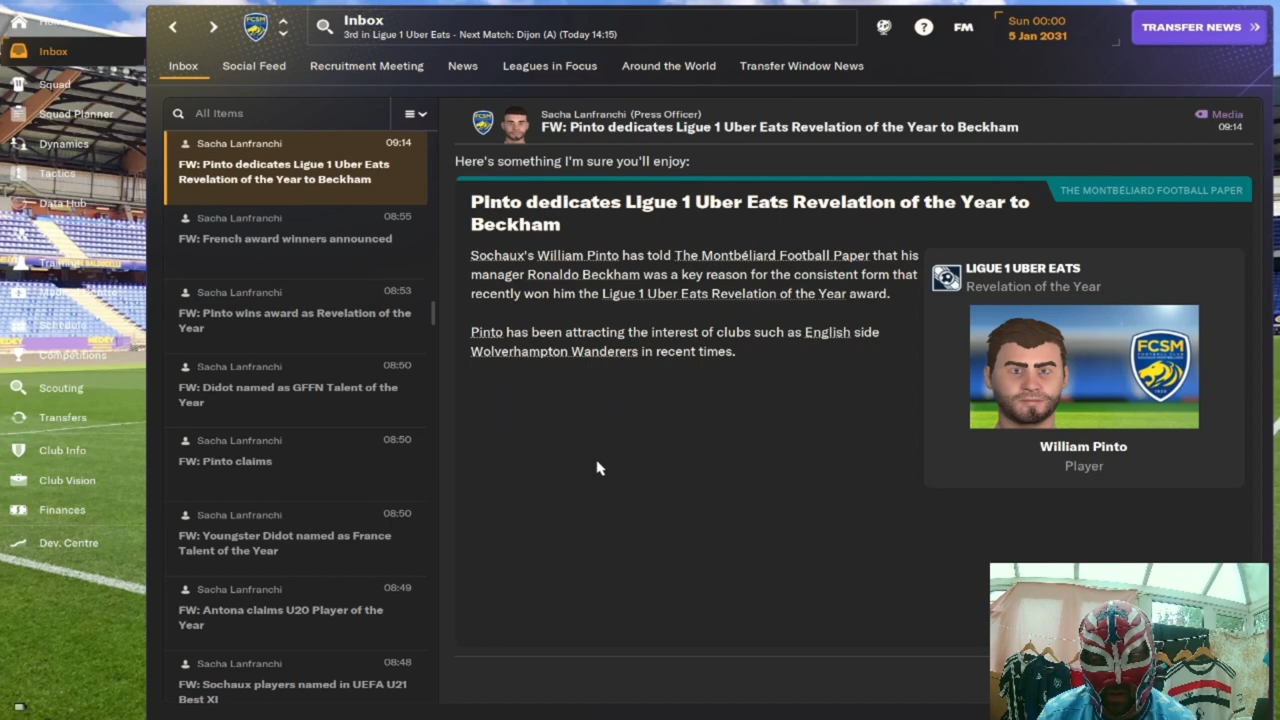 Inbox
3rd in Ligue 1 Uber Eats - Next Match: Dijon (A) (Today 14:15)
?
FM
Sun 00:00
5 Jan 2031
TRANSFER NEWS
Inbox
Squad
Squad Planner
Dynamics
Tactics
Data Hub
Competitions
Scouting
Transfers
Club Info
Club Vision
Finances
Dev. Centre
Inbox
Social Feed
Recruitment Meeting
News
Leagues in Focus
Around the World
Transfer Window News
All Items
Sacha Lanfranchi
09:14
FW: Pinto dedicates Ligue 1 Uber Eats
Revelation of the Year to Beckham
Sacha Lanfranchi
08:55
FW: French award winners announced
Sacha Lanfranchi
08:53
FW: Pinto wins award as Revelation of the
Year
Sacha Lanfranchi
08:50
FW: Didot named as GFFN Talent of the
Year
Sacha Lanfranchi
08:50
FW: Pinto claims
Sacha Lanfranchi
08:50
FW: Youngster Didot named as France
Talent of the Year
Sacha Lanfranchi
08:49
FW: Antona claims U20 Player of the
Year
Sacha Lanfranchi
08:48
FW: Sochaux players named in UEFA U21
Best XI
Sacha Lanfranchi (Press Officer)
FW: Pinto dedicates Ligue 1 Uber Eats Revelation of the Year to Beckham
Media
09:14
Here's something I'm sure you'll enjoy:
THE MONTBÉLIARD FOOTBALL PAPER
Pinto dedicates Ligue 1 Uber Eats Revelation of the Year to
Beckham
Sochaux's William Pinto has told The Montbéliard Football Paper that his
manager Ronaldo Beckham was a key reason for the consistent form that
recently won him the Ligue 1 Uber Eats Revelation of the Year award.
Pinto has been attracting the interest of clubs such as English side
Wolverhampton Wanderers in recent times.
LIGUE 1 UBER EATS
Revelation of the Year
FCSM
William Pinto
Player